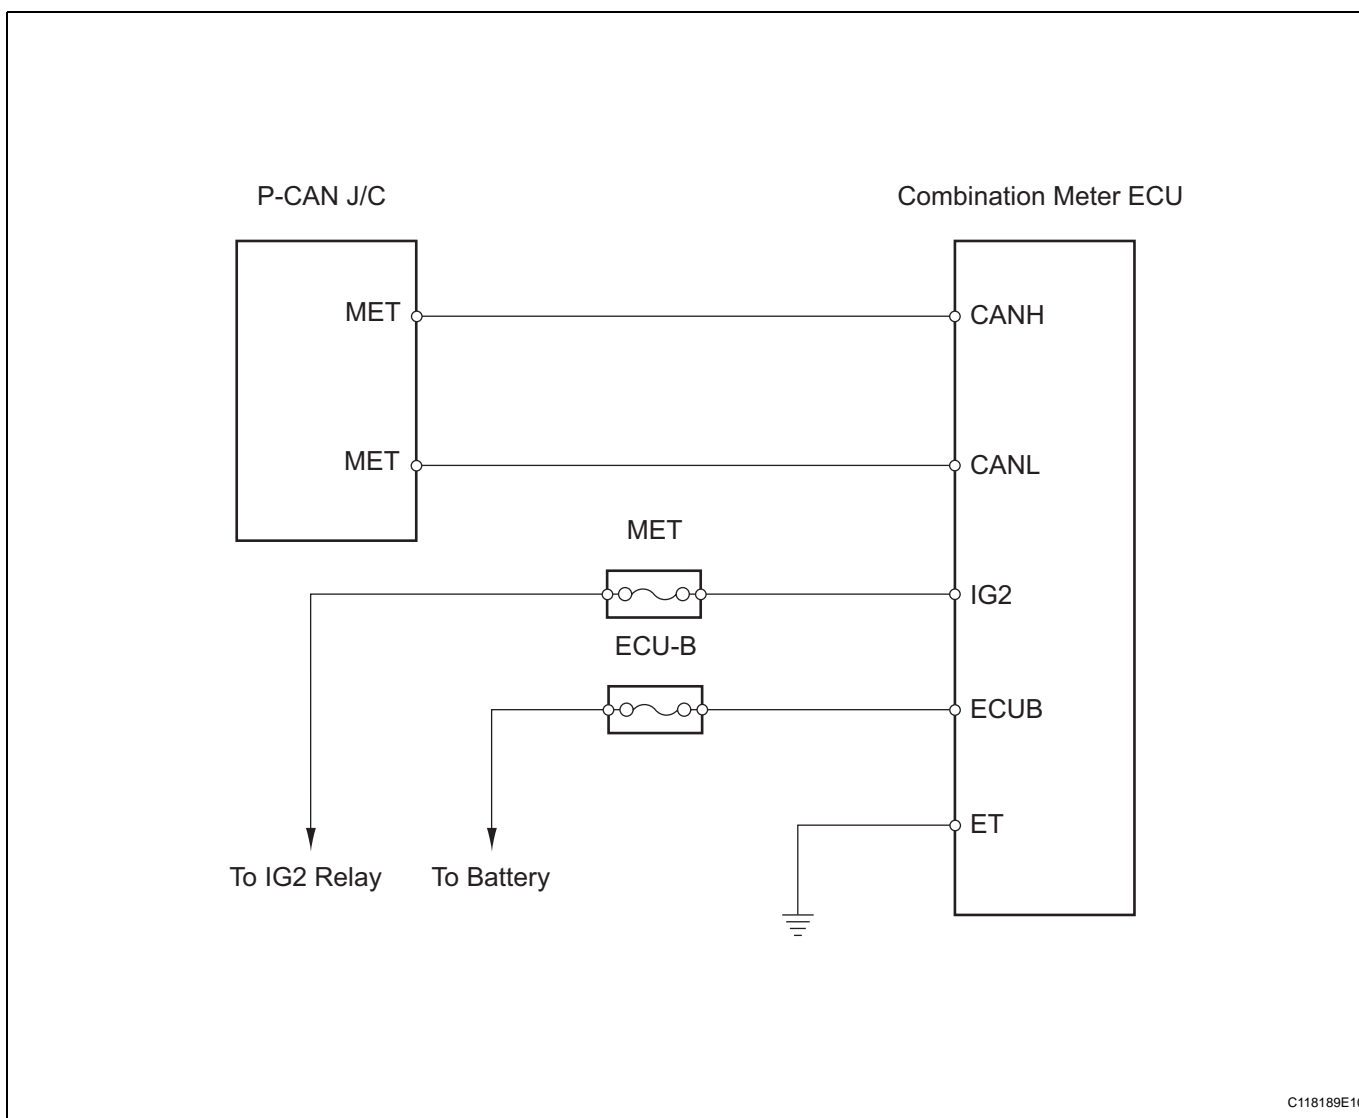 P-CAN J/C
Combination Meter ECU
MET
CANH
MET
CANL
MET
IG2
ECU-B
ECUB
ET
To IG2 Relay
To Battery